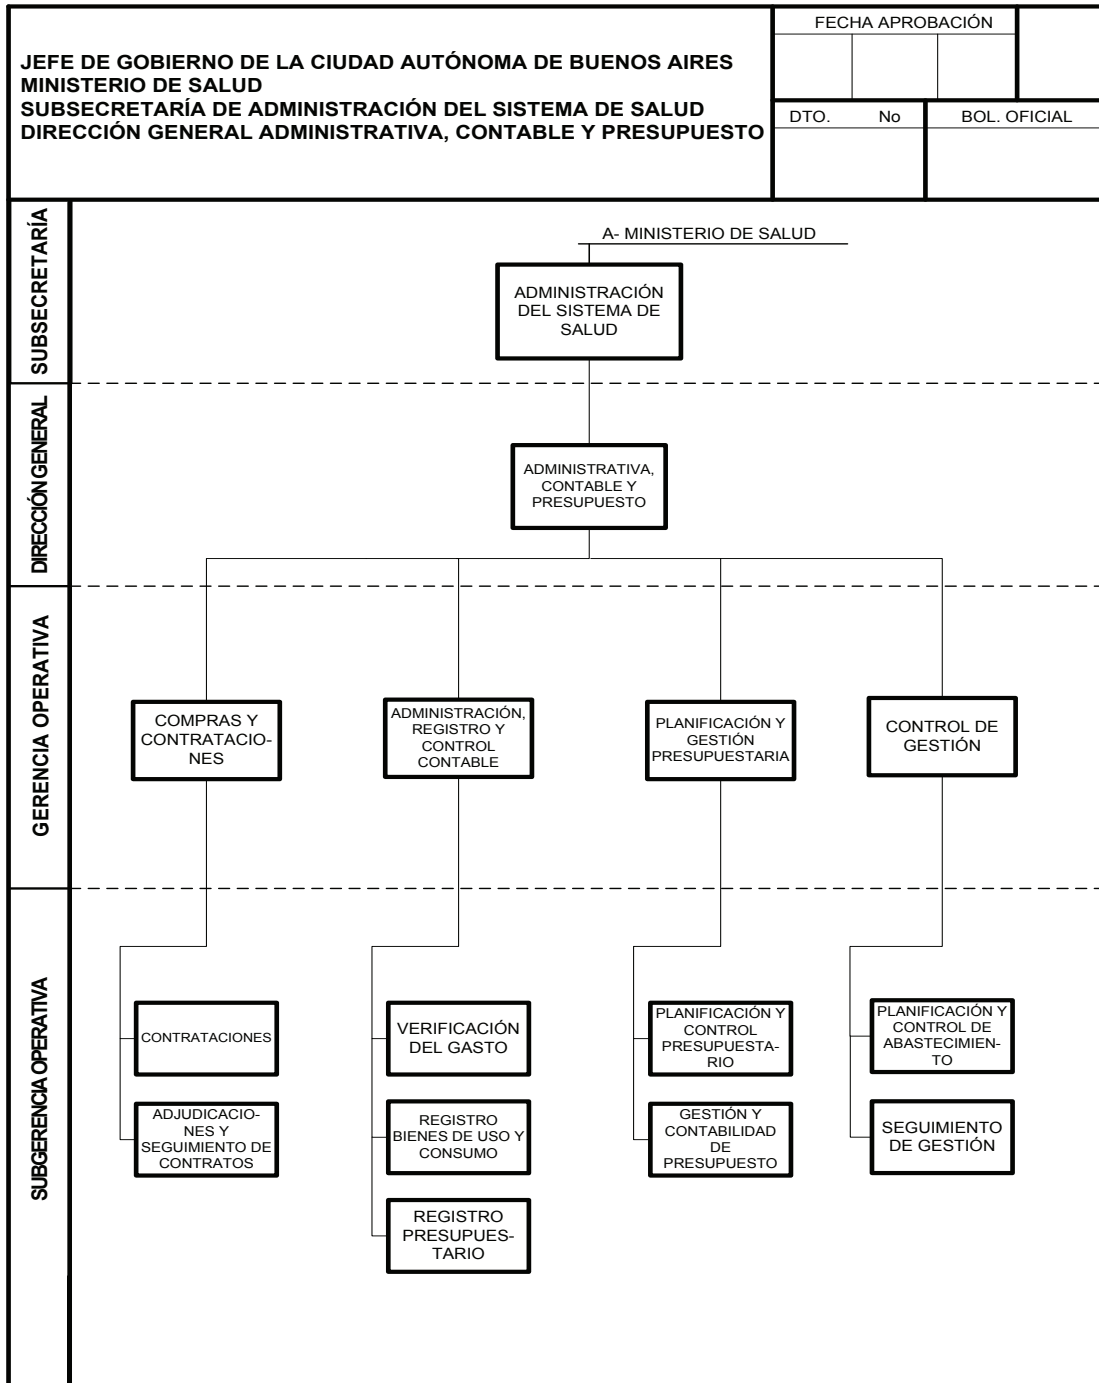 JEFE DE GOBIERNO DE LA CIUDAD AUTÓNOMA DE BUENOS AIRES
MINISTERIO DE SALUD
SUBSECRETARÍA DE ADMINISTRACIÓN DEL SISTEMA DE SALUD
DIRECCIÓN GENERAL ADMINISTRATIVA, CONTABLE Y PRESUPUESTO
FECHA APROBACIÓN
DTO. No
BOL. OFICIAL
SUBSECRETARÍA
A- MINISTERIO DE SALUD
ADMINISTRACIÓN
DEL SISTEMA DE
SALUD
DIRECCIÓN GENERAL
ADMINISTRATIVA,
CONTABLE Y
PRESUPUESTO
GERENCIA OPERATIVA
COMPRAS Y
CONTRATACIO-
NES
ADMINISTRACIÓN,
REGISTRO Y
CONTROL
CONTABLE
PLANIFICACIÓN Y
GESTIÓN
PRESUPUESTARIA
CONTROL DE
GESTIÓN
SUBGERENCIA OPERATIVA
CONTRATACIONES
ADJUDICACIO-
NES Y
SEGUIMIENTO DE
CONTRATOS
VERIFICACIÓN
DEL GASTO
REGISTRO
BIENES DE USO Y
CONSUMO
REGISTRO
PRESUPUES-
TARIO
PLANIFICACIÓN Y
CONTROL
PRESUPUESTA-
RIO
GESTIÓN Y
CONTABILIDAD
DE
PRESUPUESTO
PLANIFICACIÓN Y
CONTROL DE
ABASTECIMIEN-
TO
SEGUIMIENTO
DE GESTIÓN